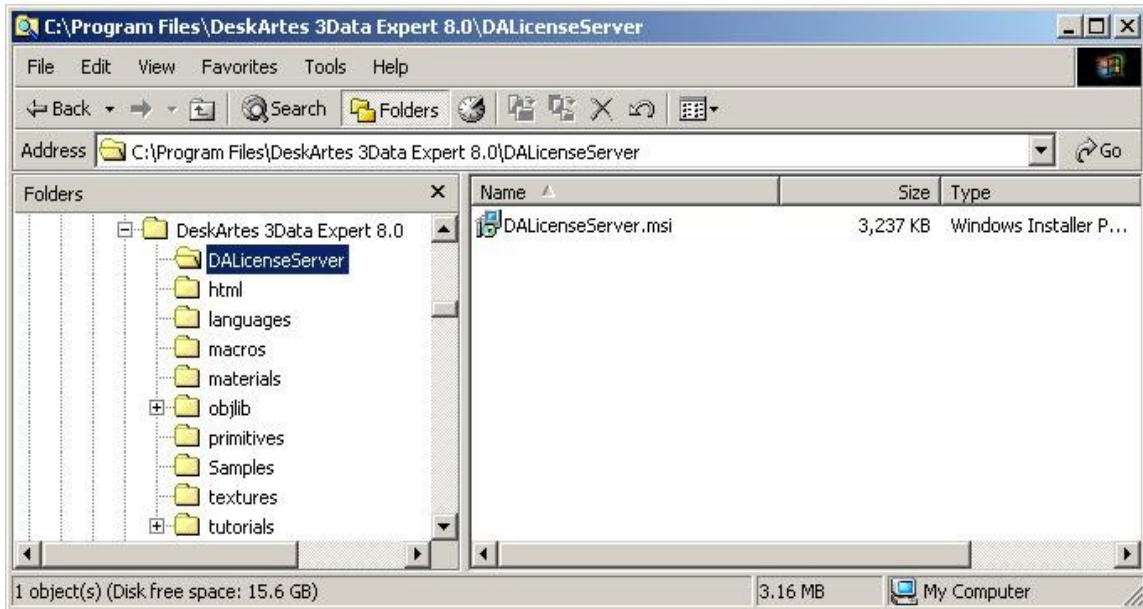 C:\Program Files\DeskArtes 3Data Expert 8.0\DALicenseServer
File Edit View Favorites Tools Help
Back Search Folders
Address C:\Program Files\DeskArtes 3Data Expert 8.0\DALicenseServer Go
Folders
Name Size Type
DeskArtes 3Data Expert 8.0
DALicenseServer
html
languages
macros
materials
objlib
primitives
Samples
textures
tutorials
DALicenseServer.msi 3,237 KB Windows Installer P...
1 object(s) (Disk free space: 15.6 GB) 3.16 MB My Computer